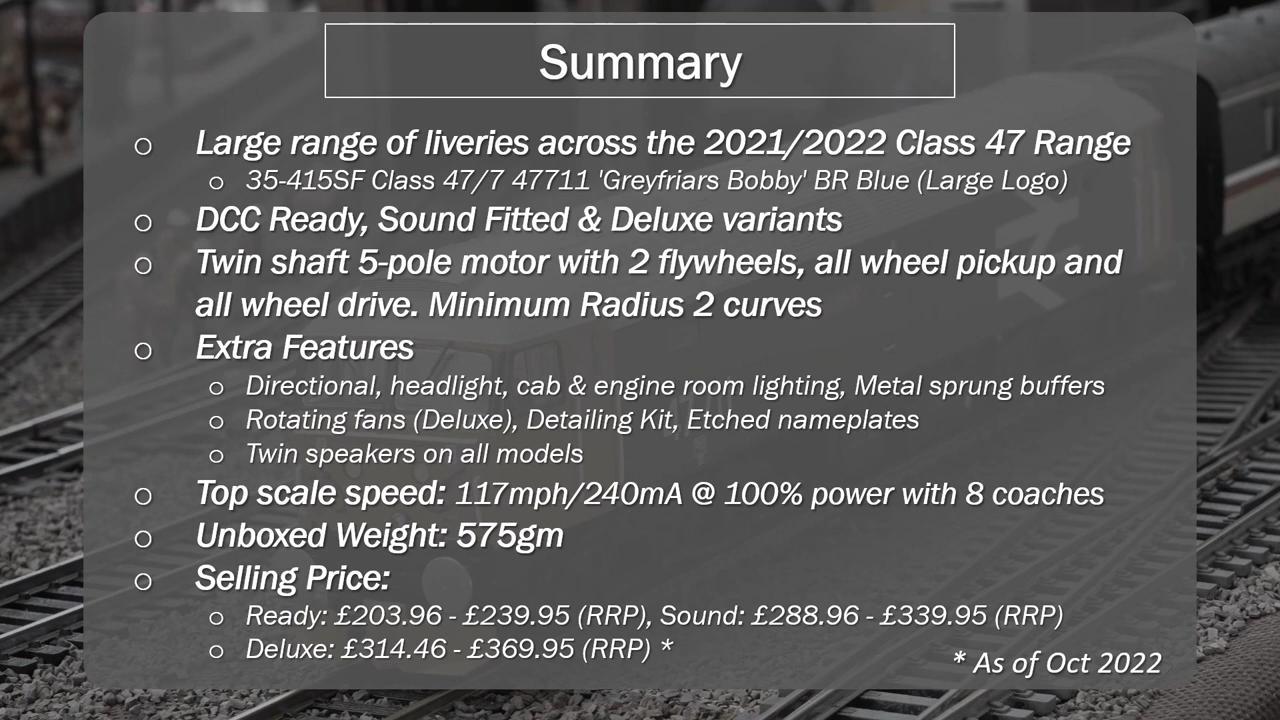 Summary
Large range of liveries across the 2021/2022 Class 47 Range
35-415SF Class 47/7 47711 'Greyfriars Bobby' BR Blue (Large Logo)
DCC Ready, Sound Fitted & Deluxe variants
Twin shaft 5-pole motor with 2 flywheels, all wheel pickup and
all wheel drive. Minimum Radius 2 curves
Extra Features
Directional, headlight, cab & engine room lighting, Metal sprung buffers
Rotating fans (Deluxe), Detailing Kit, Etched nameplates
Twin speakers on all models
Top scale speed: 117mph/240mA @ 100% power with 8 coaches
Unboxed Weight: 575gm
Selling Price:
Ready: £203.96 - £239.95 (RRP), Sound: £288.96 - £339.95 (RRP)
Deluxe: £314.46 - £369.95 (RRP) *
* As of Oct 2022